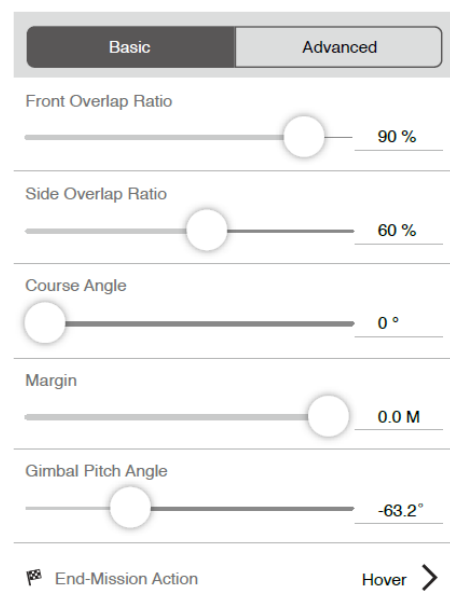 Basic Advanced
Front Overlap Ratio
90 %
Side Overlap Ratio
60 %
Course Angle
0 °
Margin
0.0 M
Gimbal Pitch Angle
-63.2°
End-Mission Action Hover